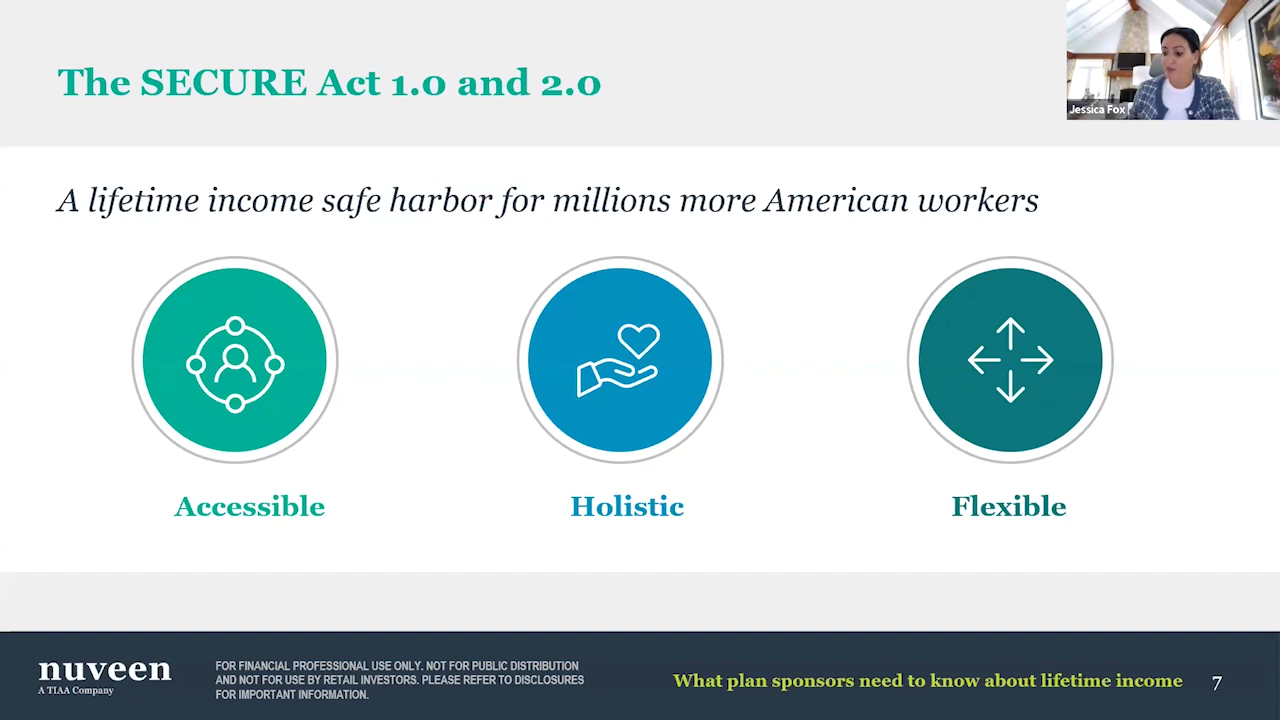 The SECURE Act 1.0 and 2.0
Jessica Fox
A lifetime income safe harbor for millions more American workers
Accessible
Holistic
Flexible
nuveen
A TIAA Company
FOR FINANCIAL PROFESSIONAL USE ONLY. NOT FOR PUBLIC DISTRIBUTION
AND NOT FOR USE BY RETAIL INVESTORS. PLEASE REFER TO DISCLOSURES
FOR IMPORTANT INFORMATION.
What plan sponsors need to know about lifetime income
7